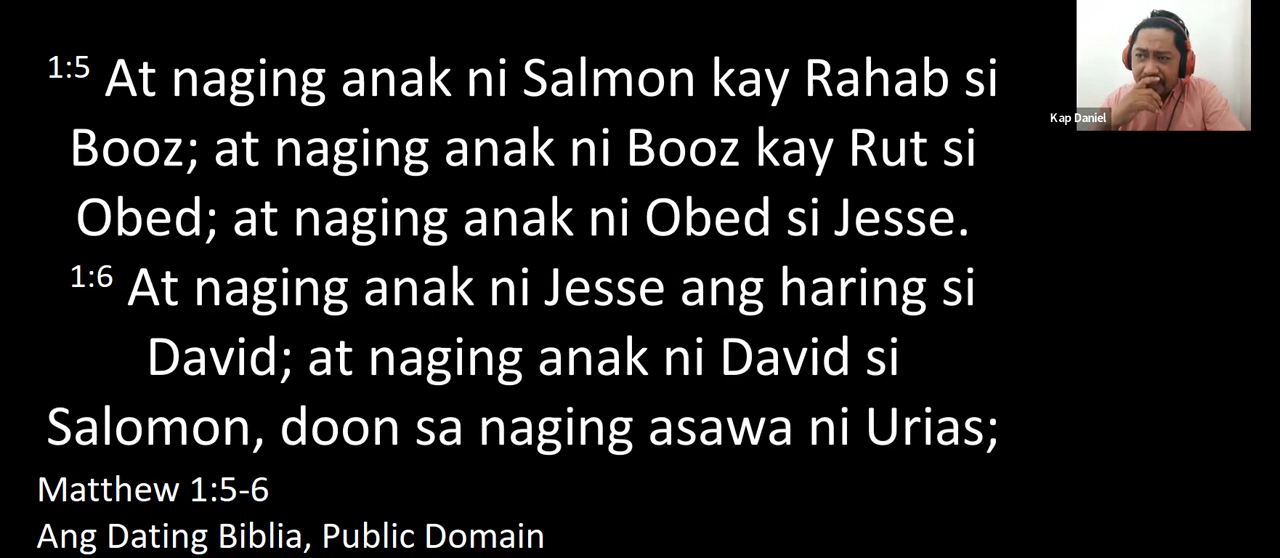 1:5 At naging anak ni Salmon kay Rahab si
Booz; at naging anak ni Booz kay Rut si
Obed; at naging anak ni Obed si Jesse.
1:6 At naging anak ni Jesse ang haring si
David; at naging anak ni David si
Salomon, doon sa naging asawa ni Urias;
Matthew 1:5-6
Ang Dating Biblia, Public Domain
Kap Daniel